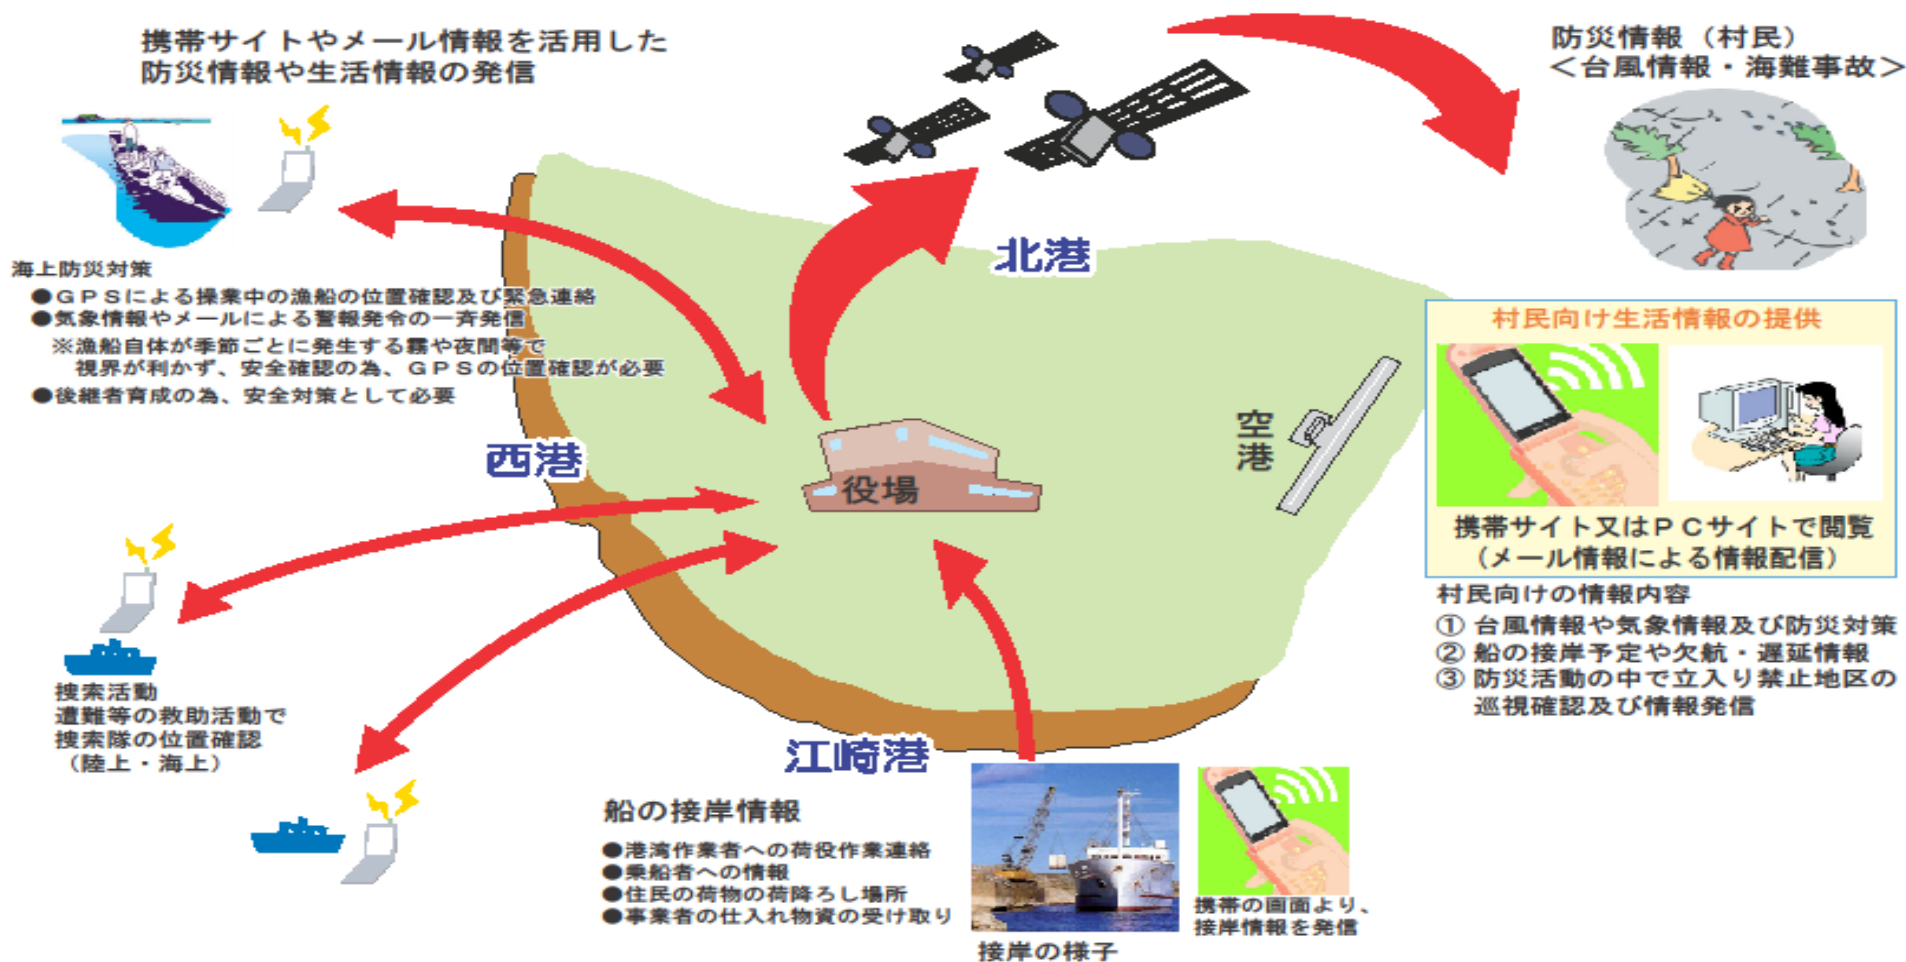 携帯サイトやメール情報を活用した
防災情報や生活情報の発信
防災情報（村民）
＜台風情報・海難事故＞
海上防災対策
●ＧＰＳによる操業中の漁船の位置確認及び緊急連絡
●気象情報やメールによる警報発令の一斉発信
※漁船自体が季節ごとに発生する霧や夜間等で
視界が利かず、安全確認の為、ＧＰＳの位置確認が必要
●後継者育成の為、安全対策として必要
北港
西港
役場
空港
江崎港
村民向け生活情報の提供
携帯サイト又はＰＣサイトで閲覧
（メール情報による情報配信）
村民向けの情報内容
① 台風情報や気象情報及び防災対策
② 船の接岸予定や欠航・遅延情報
③ 防災活動の中で立入り禁止地区の
巡視確認及び情報発信
捜索活動
遭難等の救助活動で
捜索隊の位置確認
（陸上・海上）
船の接岸情報
●港湾作業者への荷役作業連絡
●乗船者への情報
●住民の荷物の荷降ろし場所
●事業者の仕入れ物資の受け取り
接岸の様子
携帯の画面より、
接岸情報を発信